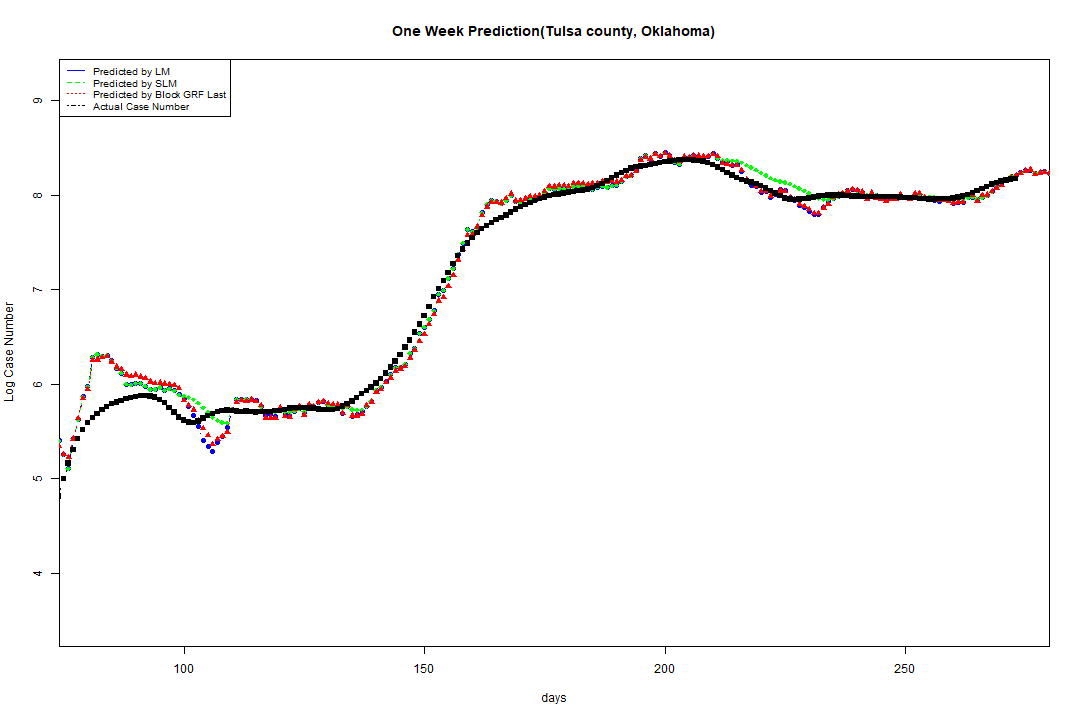 One Week Prediction(Tulsa county, Oklahoma)
Predicted by LM
Predicted by SLM
Predicted by Block GRF Last
Actual Case Number
9
8
7
6
5
4
Log Case Number
100 150 200 250
days